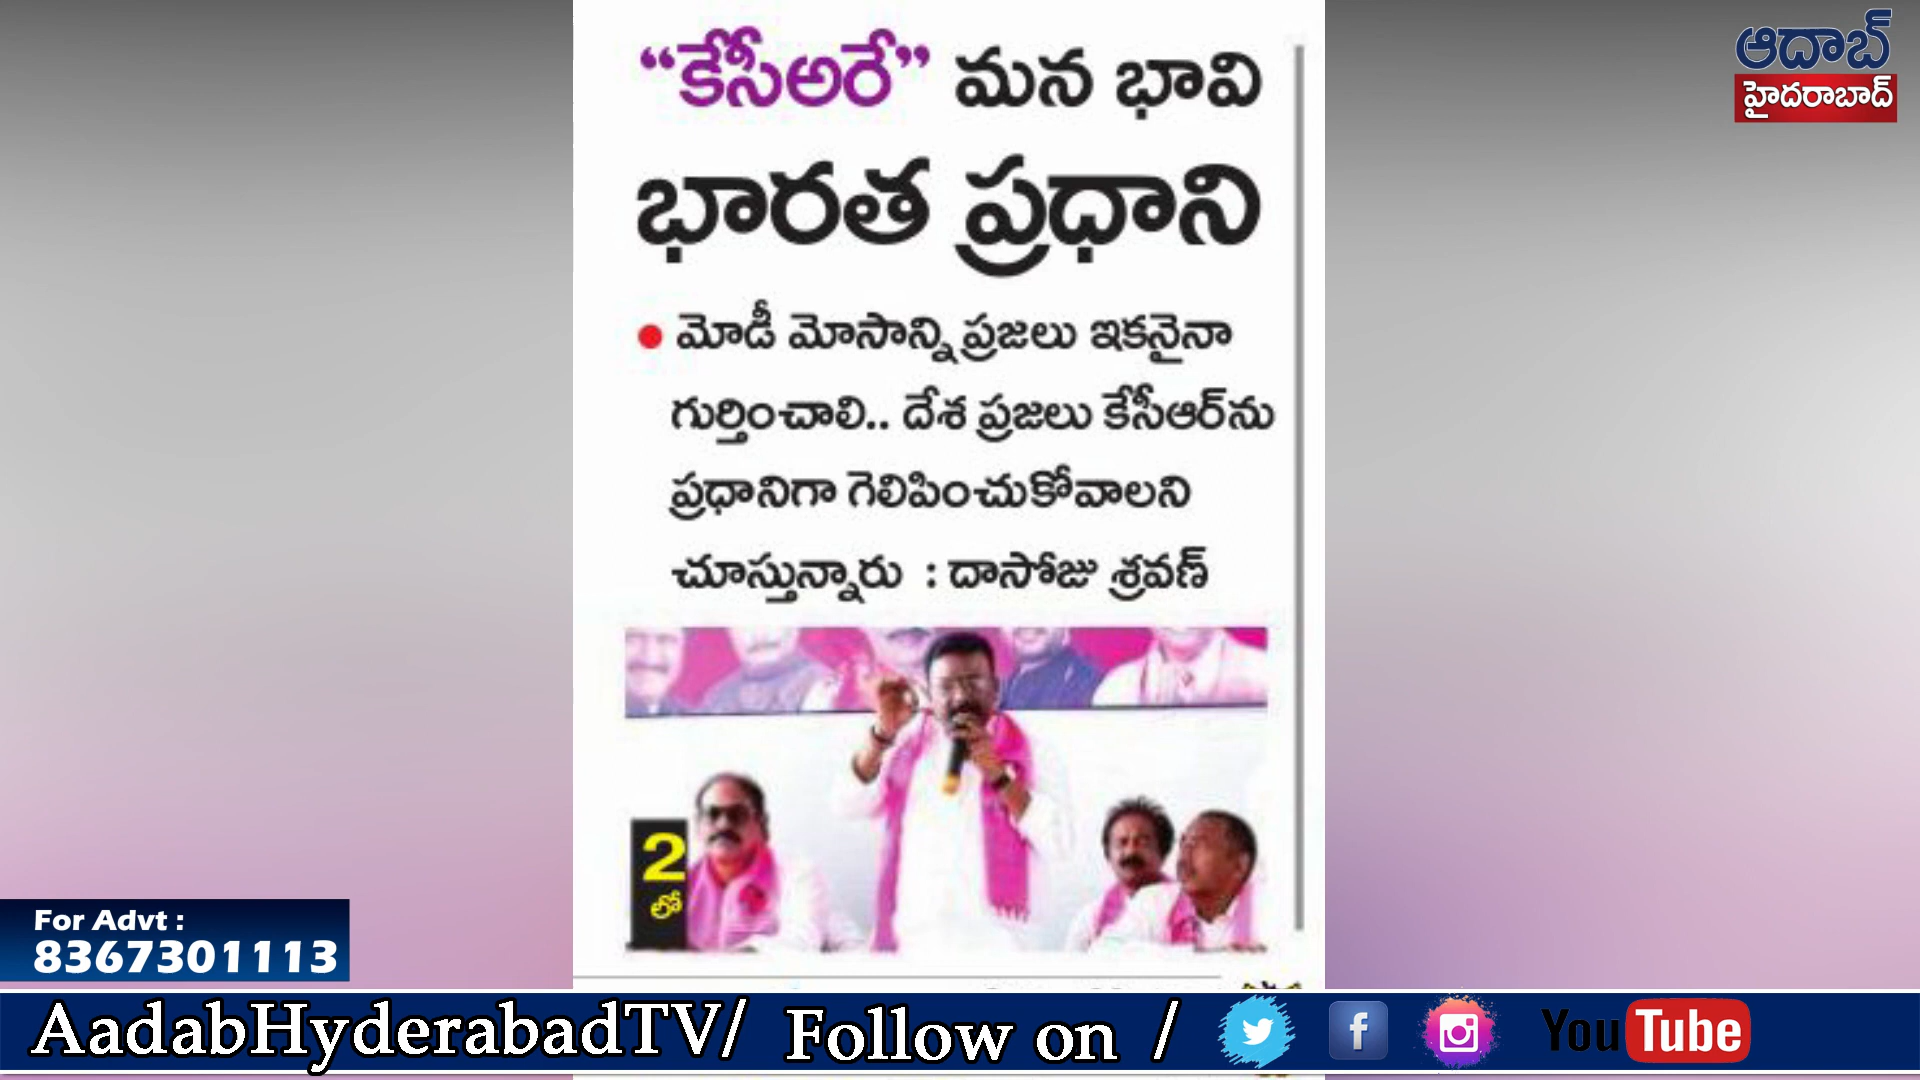 ఆదాబ్
హైదరాబాద్
“కేసీఅరే” మన భావి
భారత ప్రధాని
● మోడీ మోసాన్ని ప్రజలు ఇకనైనా
గుర్తించాలి.. దేశ ప్రజలు కేసీఆర్‌ను
ప్రధానిగా గెలిపించుకోవాలని
చూస్తున్నారు : దాసోజు శ్రవణ్
2
లో
For Advt :
8367301113
AadabHyderabadTV/ Follow on / YouTube